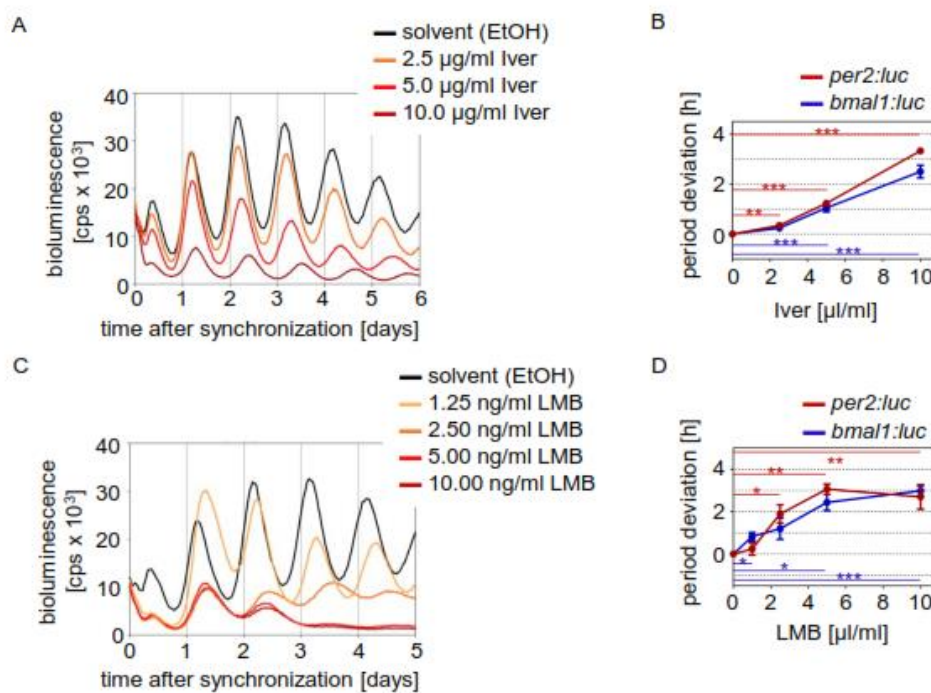 A
solvent (EtOH)
2.5 µg/ml Iver
5.0 µg/ml Iver
10.0 µg/ml Iver
bioluminescence
[cps x 10³]
40
30
20
10
0
0 1 2 3 4 5 6
time after synchronization [days]
B
per2:luc
bmal1:luc
period deviation [h]
4
2
0
***
***
**
***
***
0 2 4 6 8 10
Iver [µl/ml]
C
solvent (EtOH)
1.25 ng/ml LMB
2.50 ng/ml LMB
5.00 ng/ml LMB
10.00 ng/ml LMB
bioluminescence
[cps x 10³]
40
30
20
10
0
0 1 2 3 4 5
time after synchronization [days]
D
per2:luc
bmal1:luc
period deviation [h]
4
2
0
**
**
*
*
*
***
0 2 4 6 8 10
LMB [µl/ml]